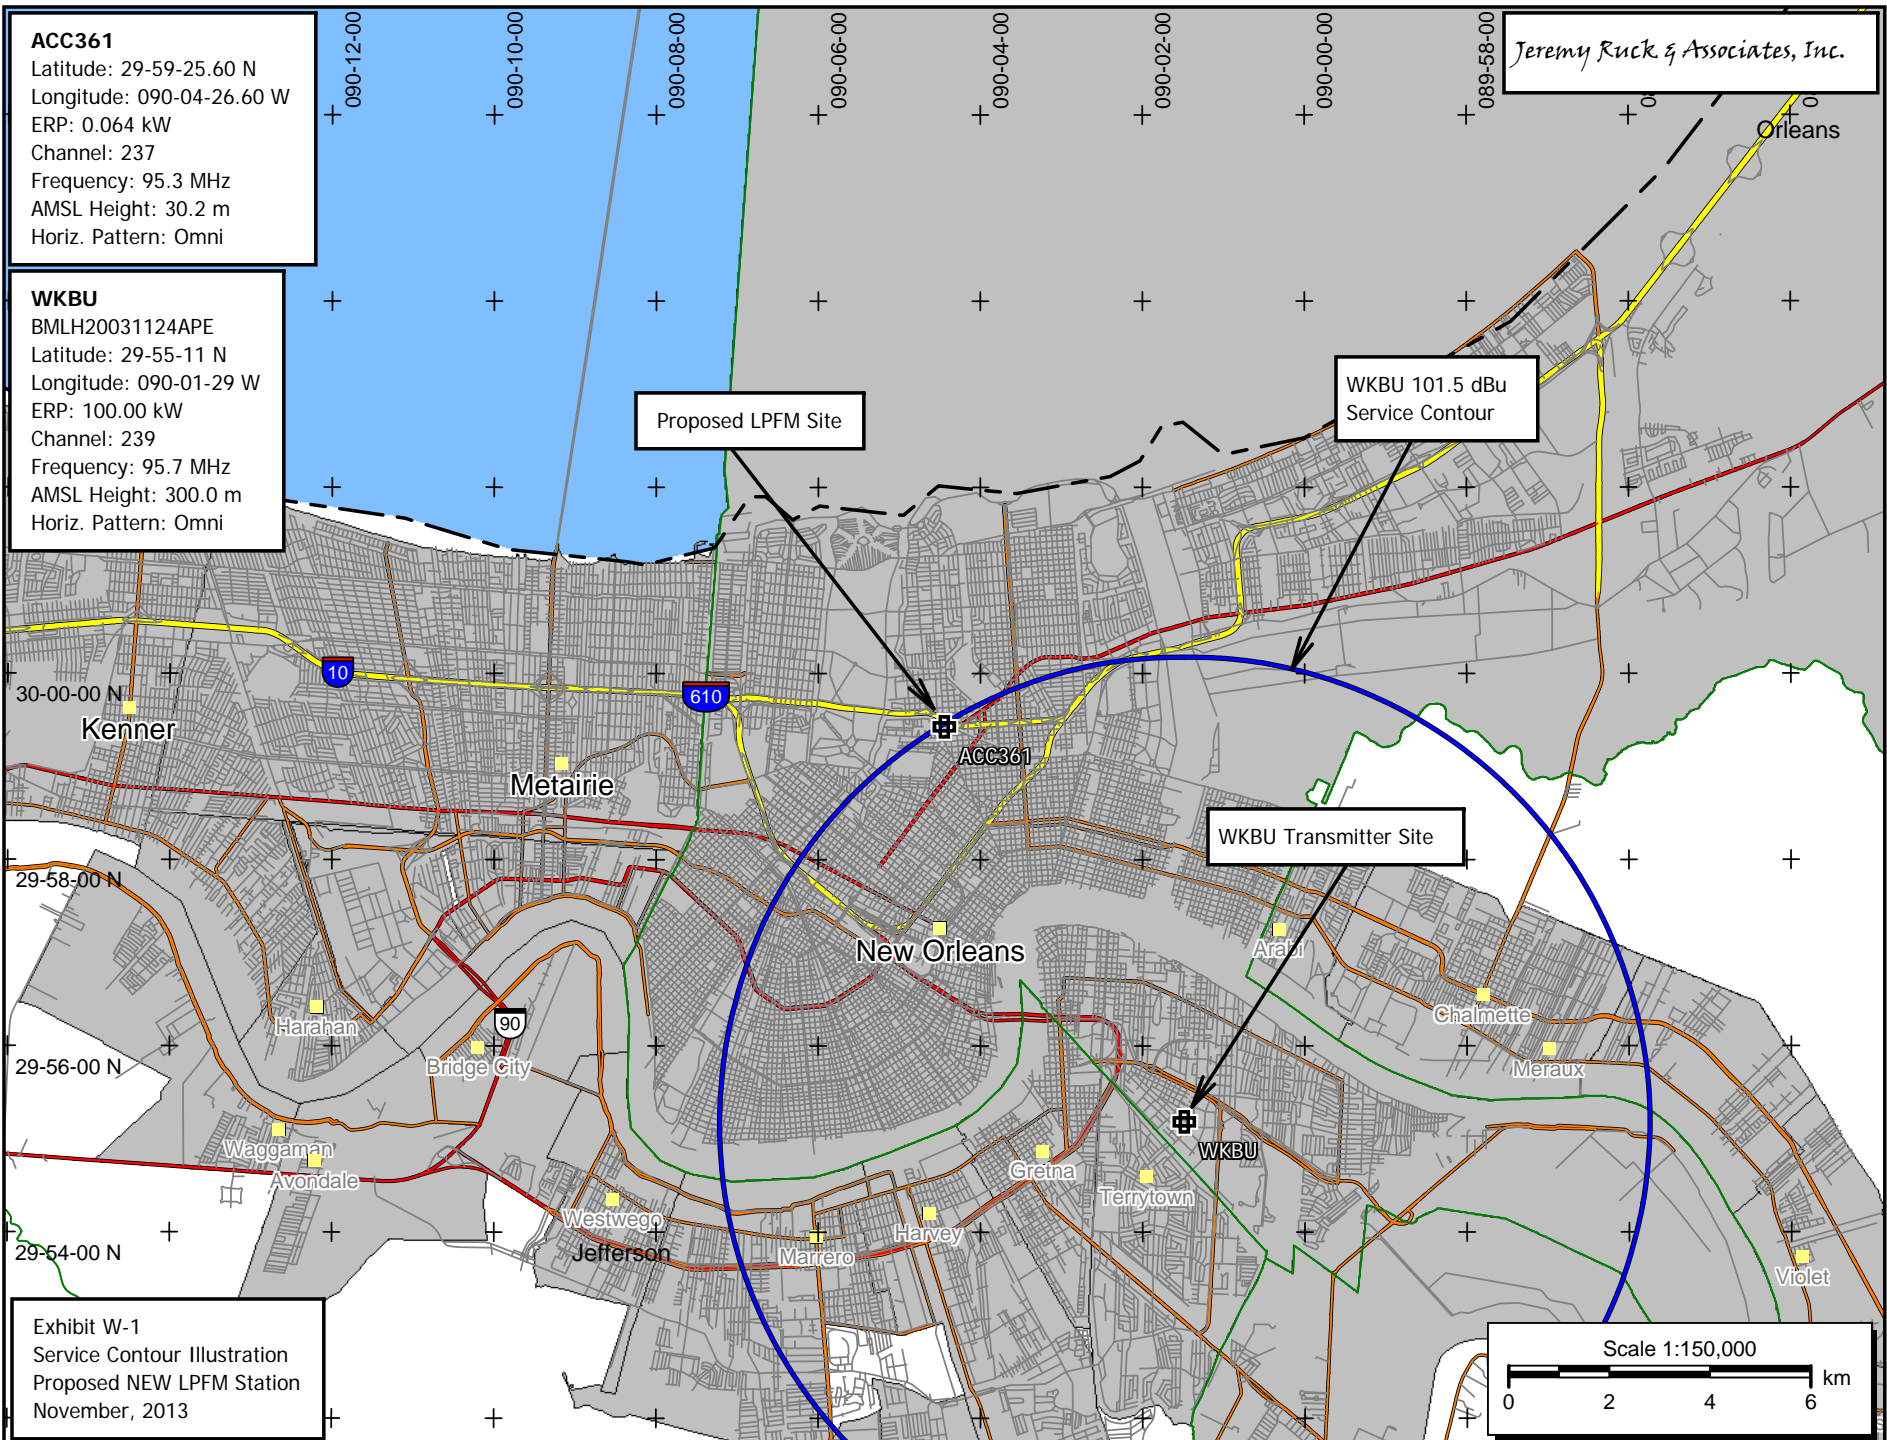 ACC361
Latitude: 29-59-25.60 N
Longitude: 090-04-26.60 W
ERP: 0.064 kW
Channel: 237
Frequency: 95.3 MHz
AMSL Height: 30.2 m
Horiz. Pattern: Omni
WKBU
BMLH20031124APE
Latitude: 29-55-11 N
Longitude: 090-01-29 W
ERP: 100.00 kW
Channel: 239
Frequency: 95.7 MHz
AMSL Height: 300.0 m
Horiz. Pattern: Omni
090-12-00
090-10-00
090-08-00
090-06-00
090-04-00
090-02-00
090-00-00
089-58-00
Jeremy Ruck & Associates, Inc.
Orleans
WKBU 101.5 dBu
Service Contour
Proposed LPFM Site
10
610
30-00-00 N
Kenner
Metairie
ACC361
WKBU Transmitter Site
29-58-00 N
New Orleans
Arabi
Harahan
90
Chalmette
29-56-00 N
Bridge City
Meraux
Waggaman
Avondale
WKBU
Gretna
Terrytown
Westwego
Harvey
Jefferson
Marrero
29-54-00 N
Violet
Exhibit W-1
Service Contour Illustration
Proposed NEW LPFM Station
November, 2013
Scale 1:150,000
km
0 2 4 6